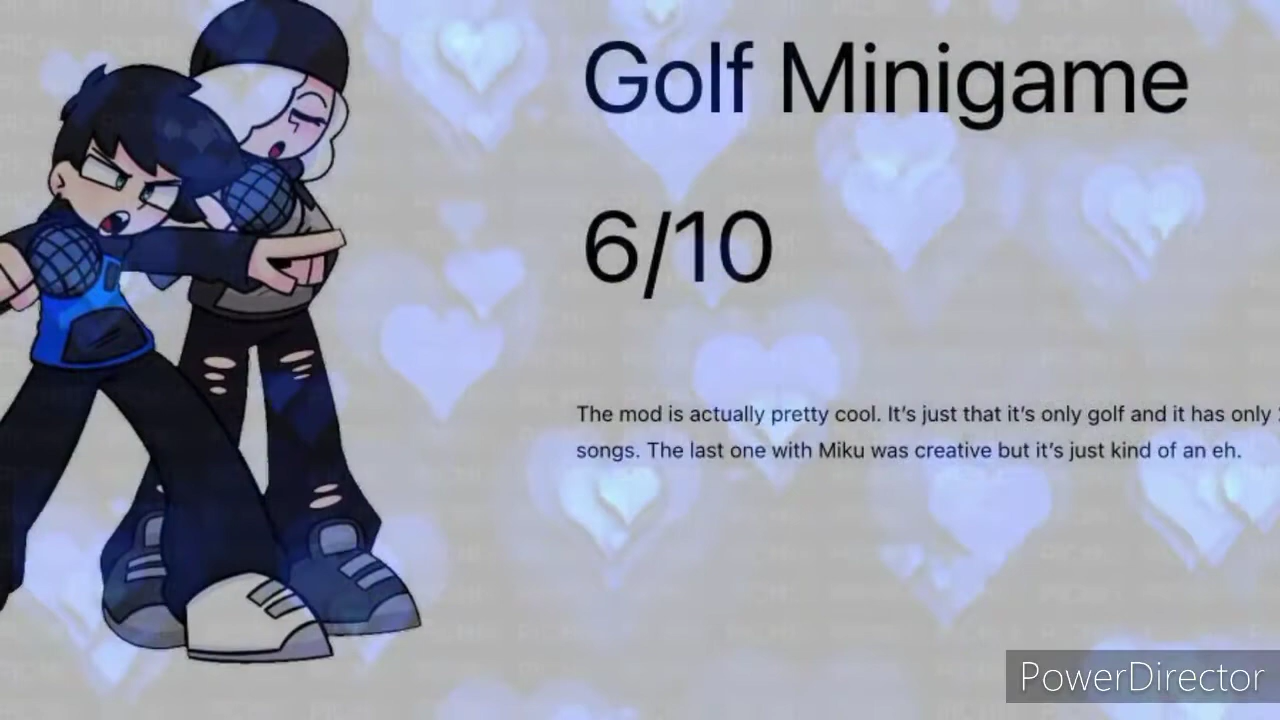 Golf Minigame
6/10
The mod is actually pretty cool. It's just that it's only golf and it has only
songs. The last one with Miku was creative but it's just kind of an eh.
PowerDirector